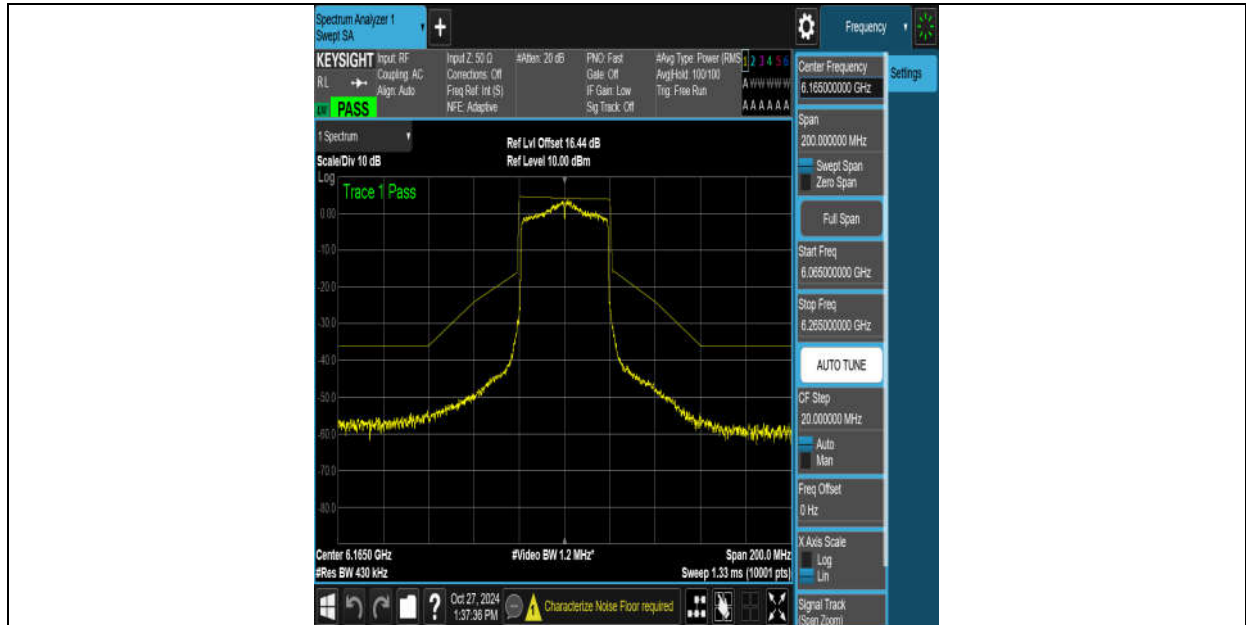 Spectrum Analyzer 1
Swept SA
+
Frequency
KEYSIGHT
RL
PASS
Input: RF
Coupling: AC
Align: Auto
Input Z: 50 Ω
Corrections: Off
Freq Ref: Int (S)
NFE: Adaptive
#Atten: 20 dB
PNO: Fast
Gate: Off
IF Gain: Low
Sig Track: Off
#Avg Type: Power (RMS
Avg|Hold: 100/100
Trig: Free Run
1 2 3 4 5 6
A W W W W W
A A A A A A
1 Spectrum
Scale/Div 10 dB
Ref Lvl Offset 16.44 dB
Ref Level 10.00 dBm
Log
Trace 1 Pass
0.00
-10.0
-20.0
-30.0
-40.0
-50.0
-60.0
-70.0
-80.0
Center 6.1650 GHz
#Res BW 430 kHz
#Video BW 1.2 MHz*
Span 200.0 MHz
Sweep 1.33 ms (10001 pts)
?
Oct 27, 2024
1:37:36 PM
Characterize Noise Floor required
Center Frequency
6.165000000 GHz
Settings
Span
200.000000 MHz
Swept Span
Zero Span
Full Span
Start Freq
6.065000000 GHz
Stop Freq
6.265000000 GHz
AUTO TUNE
CF Step
20.000000 MHz
Auto
Man
Freq Offset
0 Hz
X Axis Scale
Log
Lin
Signal Track
(Span Zoom)